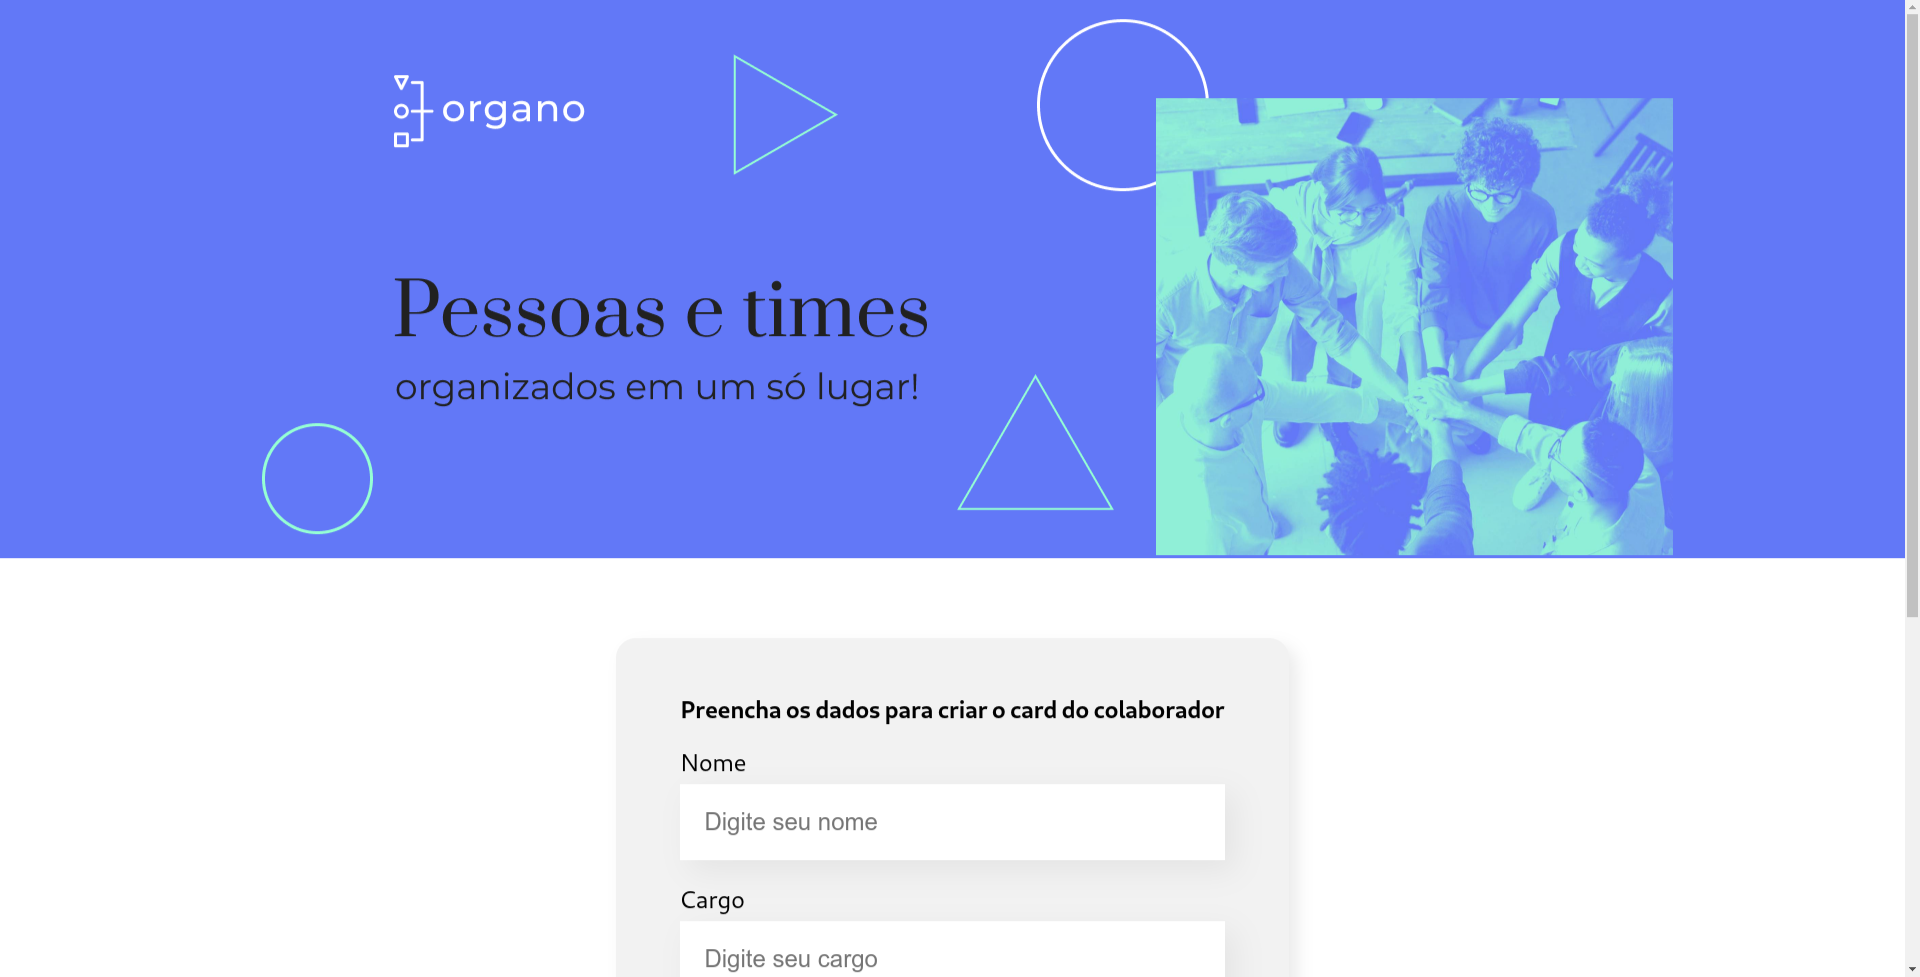 organo
Pessoas e times
organizados em um só lugar!
Preencha os dados para criar o card do colaborador
Nome
Digite seu nome
Cargo
Digite seu cargo